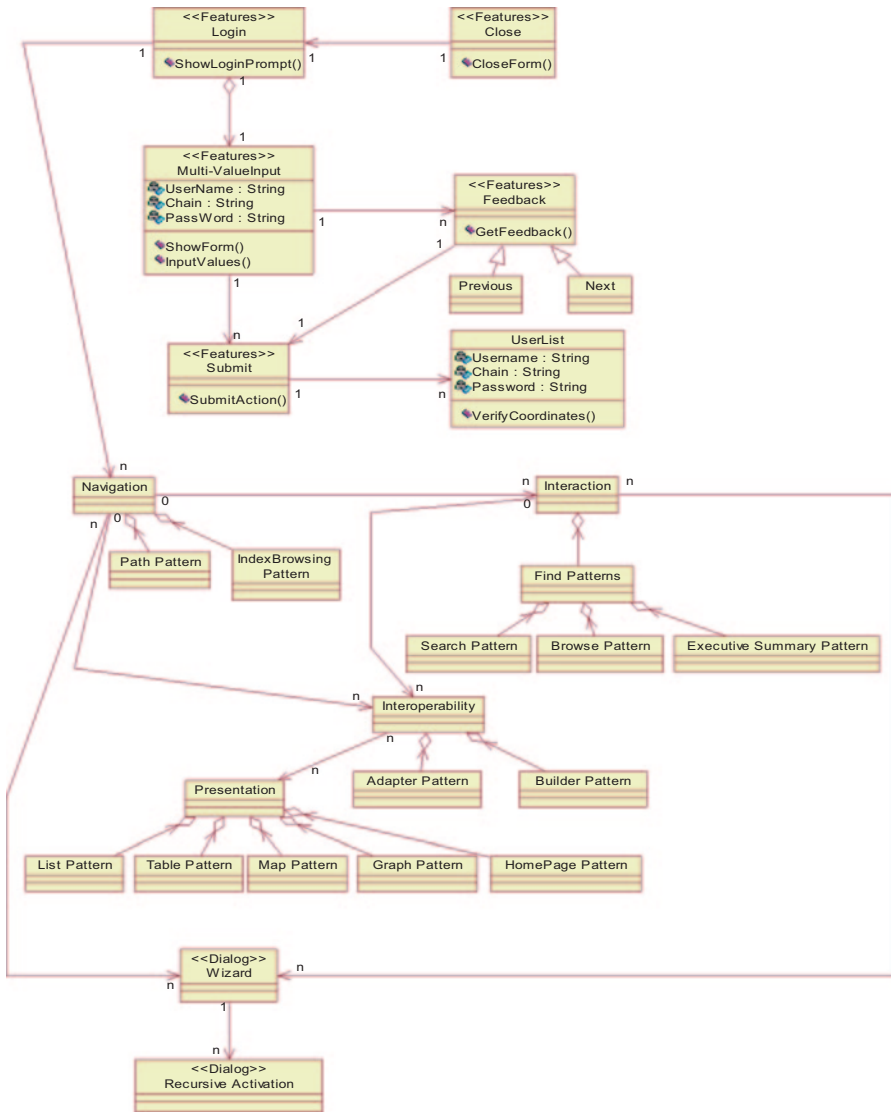 <<Features>>
Login
ShowLoginPrompt()
<<Features>>
Close
CloseForm()
1
1
1
1
1
<<Features>>
Multi-ValueInput
UserName : String
Chain : String
PassWord : String
ShowForm()
InputValues()
<<Features>>
Feedback
GetFeedback()
1
n
1
1
1
n
Previous
Next
<<Features>>
Submit
SubmitAction()
1
n
UserList
Username : String
Chain : String
Password : String
VerifyCoordinates()
n
Navigation
0
n
0
n
Interaction
0
n
Path Pattern
IndexBrowsing
Pattern
Find Patterns
Search Pattern
Browse Pattern
Executive Summary Pattern
n
n
Interoperability
n
n
Adapter Pattern
Builder Pattern
Presentation
List Pattern
Table Pattern
Map Pattern
Graph Pattern
HomePage Pattern
<<Dialog>>
Wizard
n
n
1
n
<<Dialog>>
Recursive Activation